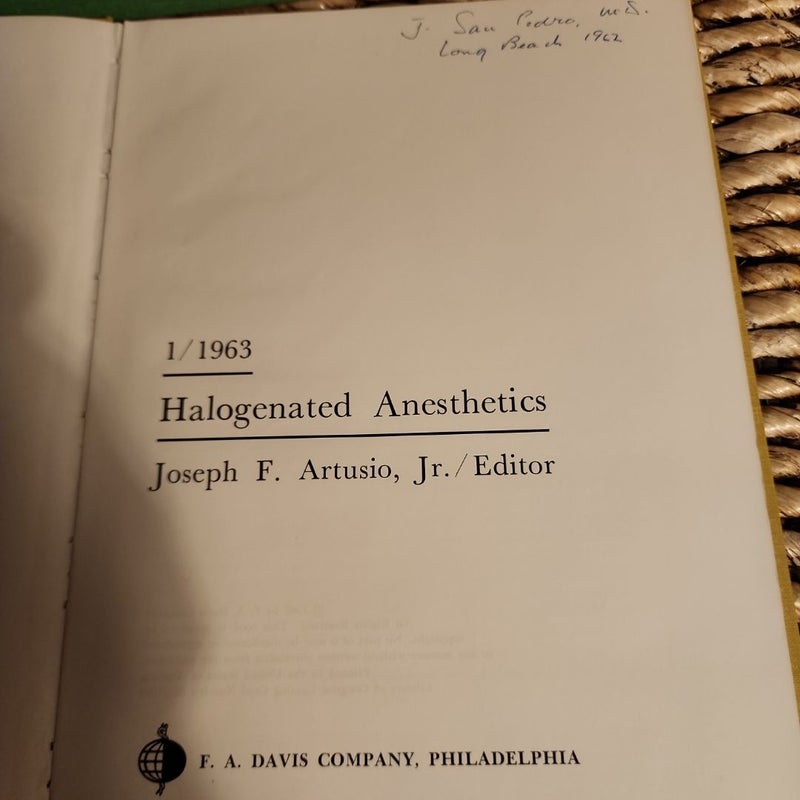 J. San Pedro, M.D.
Long Beach 1962
1/1963
Halogenated Anesthetics
Joseph F. Artusio, Jr./Editor
F. A. DAVIS COMPANY, PHILADELPHIA